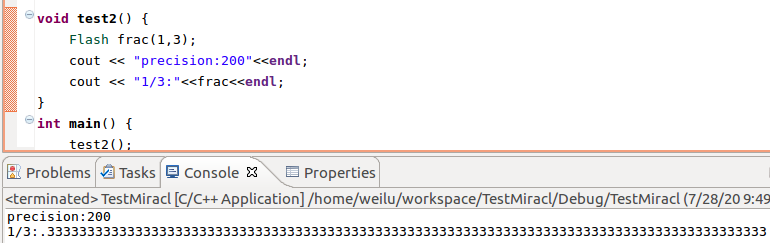 void test2() {
Flash frac(1,3);
cout << "precision:200"<<endl;
cout << "1/3:"<<frac<<endl;
}
int main() {
test2();
Problems Tasks Console Properties
<terminated> TestMiracl [C/C++ Application] /home/weilu/workspace/TestMiracl/Debug/TestMiracl (7/28/20 9:49
precision:200
1/3:.33333333333333333333333333333333333333333333333333333333333333333333333333333333333333333